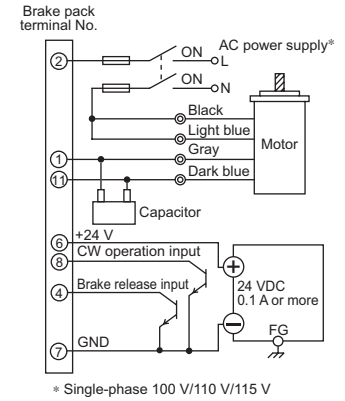 Brake pack
terminal No.
ON
AC power supply*
2
L
ON
N
Black
Light blue
Motor
1
Gray
11
Dark blue
Capacitor
6
+24 V
8
CW operation input
4
Brake release input
+
24 VDC
0.1 A or more
−
FG
7
GND
* Single-phase 100 V/110 V/115 V